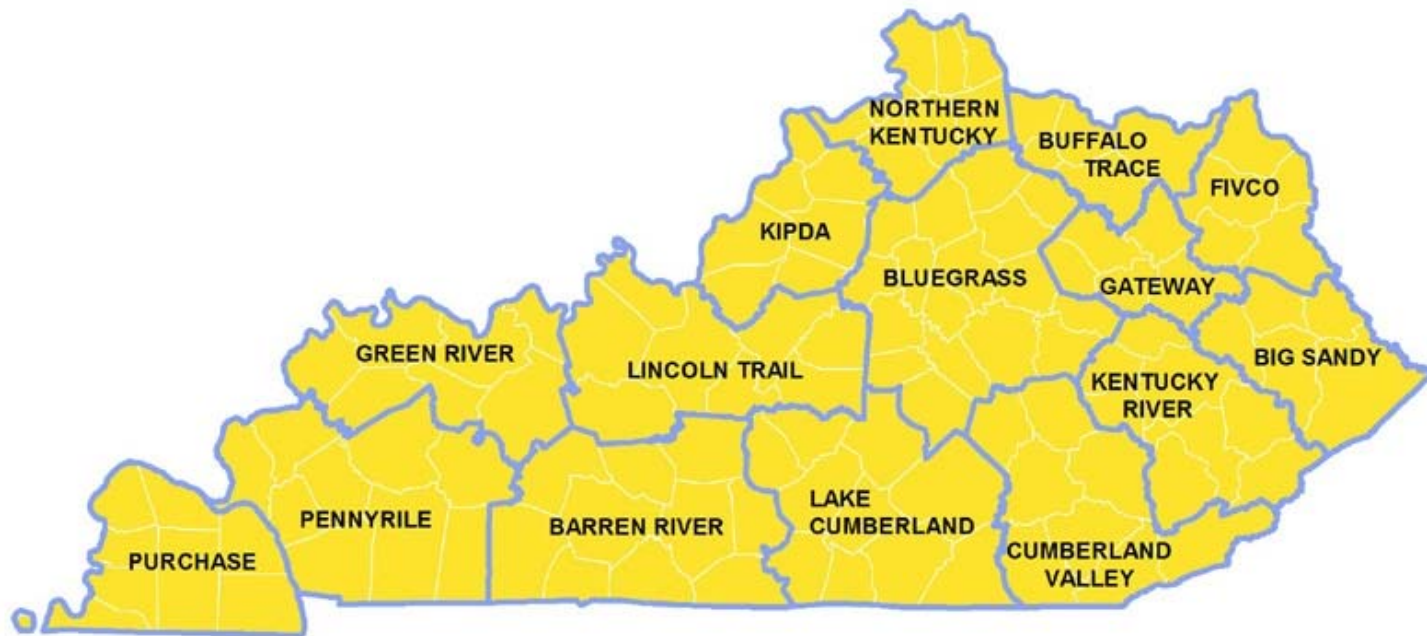 NORTHERN
KENTUCKY
BUFFALO
TRACE
FIVCO
KIPDA
BLUEGRASS
GATEWAY
GREEN RIVER
LINCOLN TRAIL
BIG SANDY
KENTUCKY
RIVER
LAKE
CUMBERLAND
PENNYRILE
BARREN RIVER
PURCHASE
CUMBERLAND
VALLEY